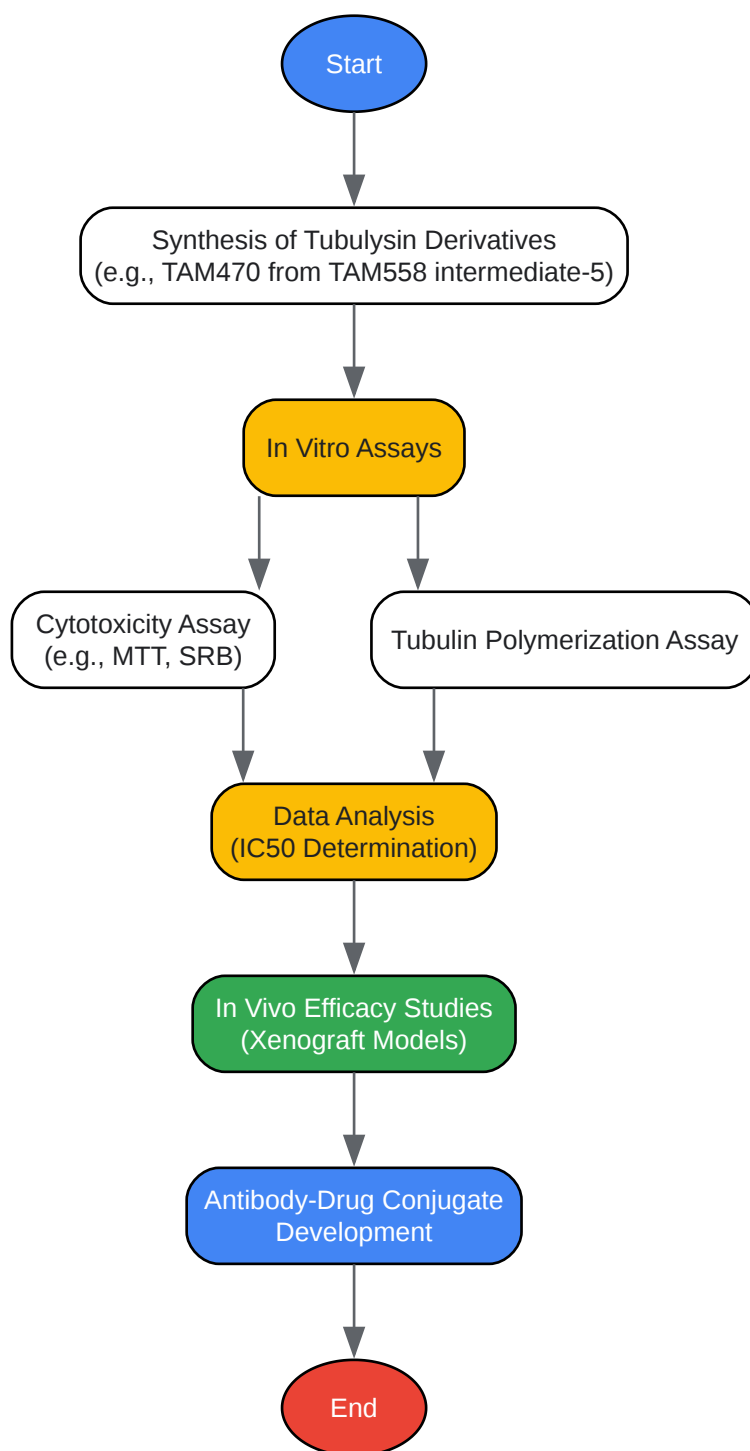 Start
Synthesis of Tubulysin Derivatives
(e.g., TAM470 from TAM558 intermediate-5)
In Vitro Assays
Cytotoxicity Assay
(e.g., MTT, SRB)
Tubulin Polymerization Assay
Data Analysis
(IC50 Determination)
In Vivo Efficacy Studies
(Xenograft Models)
Antibody-Drug Conjugate
Development
End